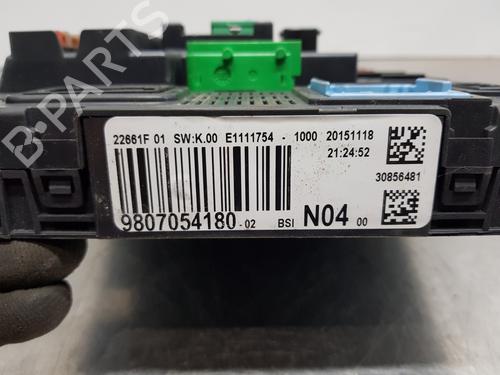 B-PARTS
22661F 01 SW:K.00 E1111754 - 1000 20151118
21:24:52
30856481
9807054180-02 BSI N04 00